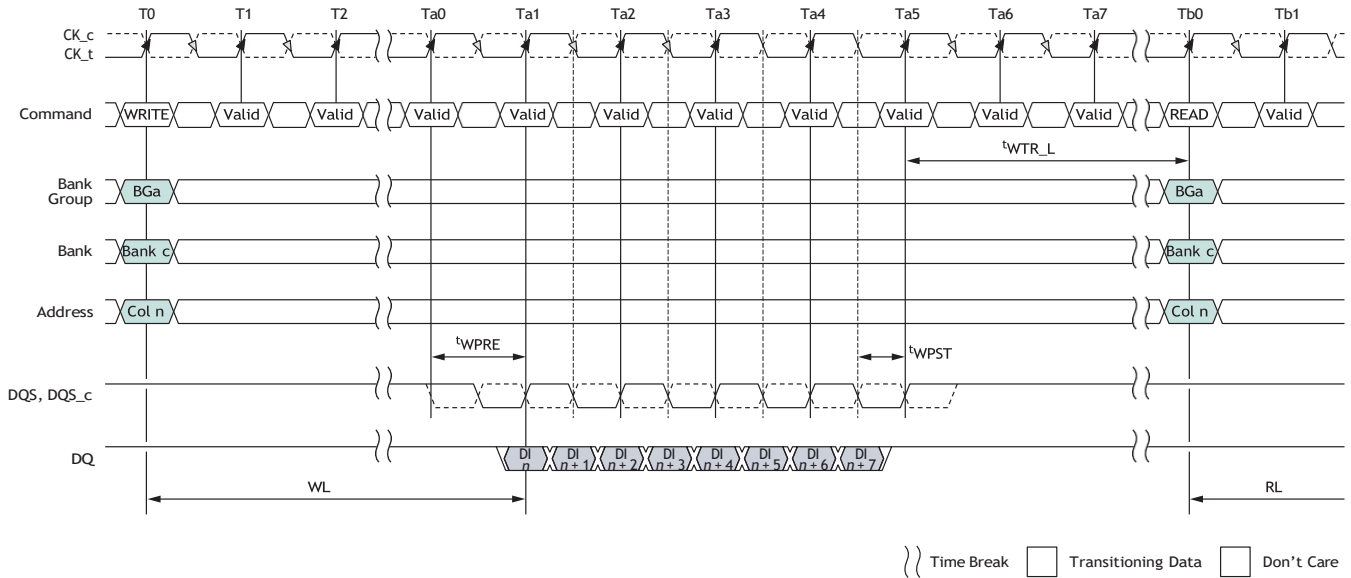 T0 T1 T2 Ta0 Ta1 Ta2 Ta3 Ta4 Ta5 Ta6 Ta7 Tb0 Tb1
CK_c
CK_t
Command WRITE Valid Valid Valid Valid Valid Valid Valid Valid Valid Valid READ Valid
tWTR_L
Bank
Group BGa BGa
Bank Bank c Bank c
Address Col n Col n
tWPRE tWPST
DQS, DQS_c
DQ DI DI DI DI DI DI DI DI
n n + 1 n + 2 n + 3 n + 4 n + 5 n + 6 n + 7
WL RL
Time Break Transitioning Data Don't Care